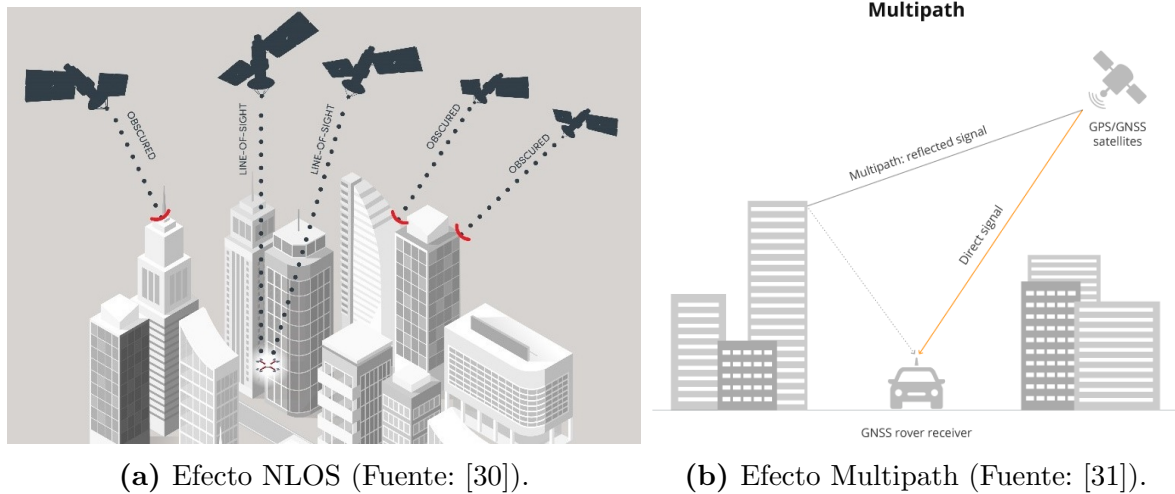 OBSCURED
LINE-OF-SIGHT
LINE-OF-SIGHT
OBSCURED
OBSCURED
(a) Efecto NLOS (Fuente: [30]).
Multipath
GPS/GNSS
satellites
Multipath: reflected signal
Direct signal
GNSS rover receiver
(b) Efecto Multipath (Fuente: [31]).